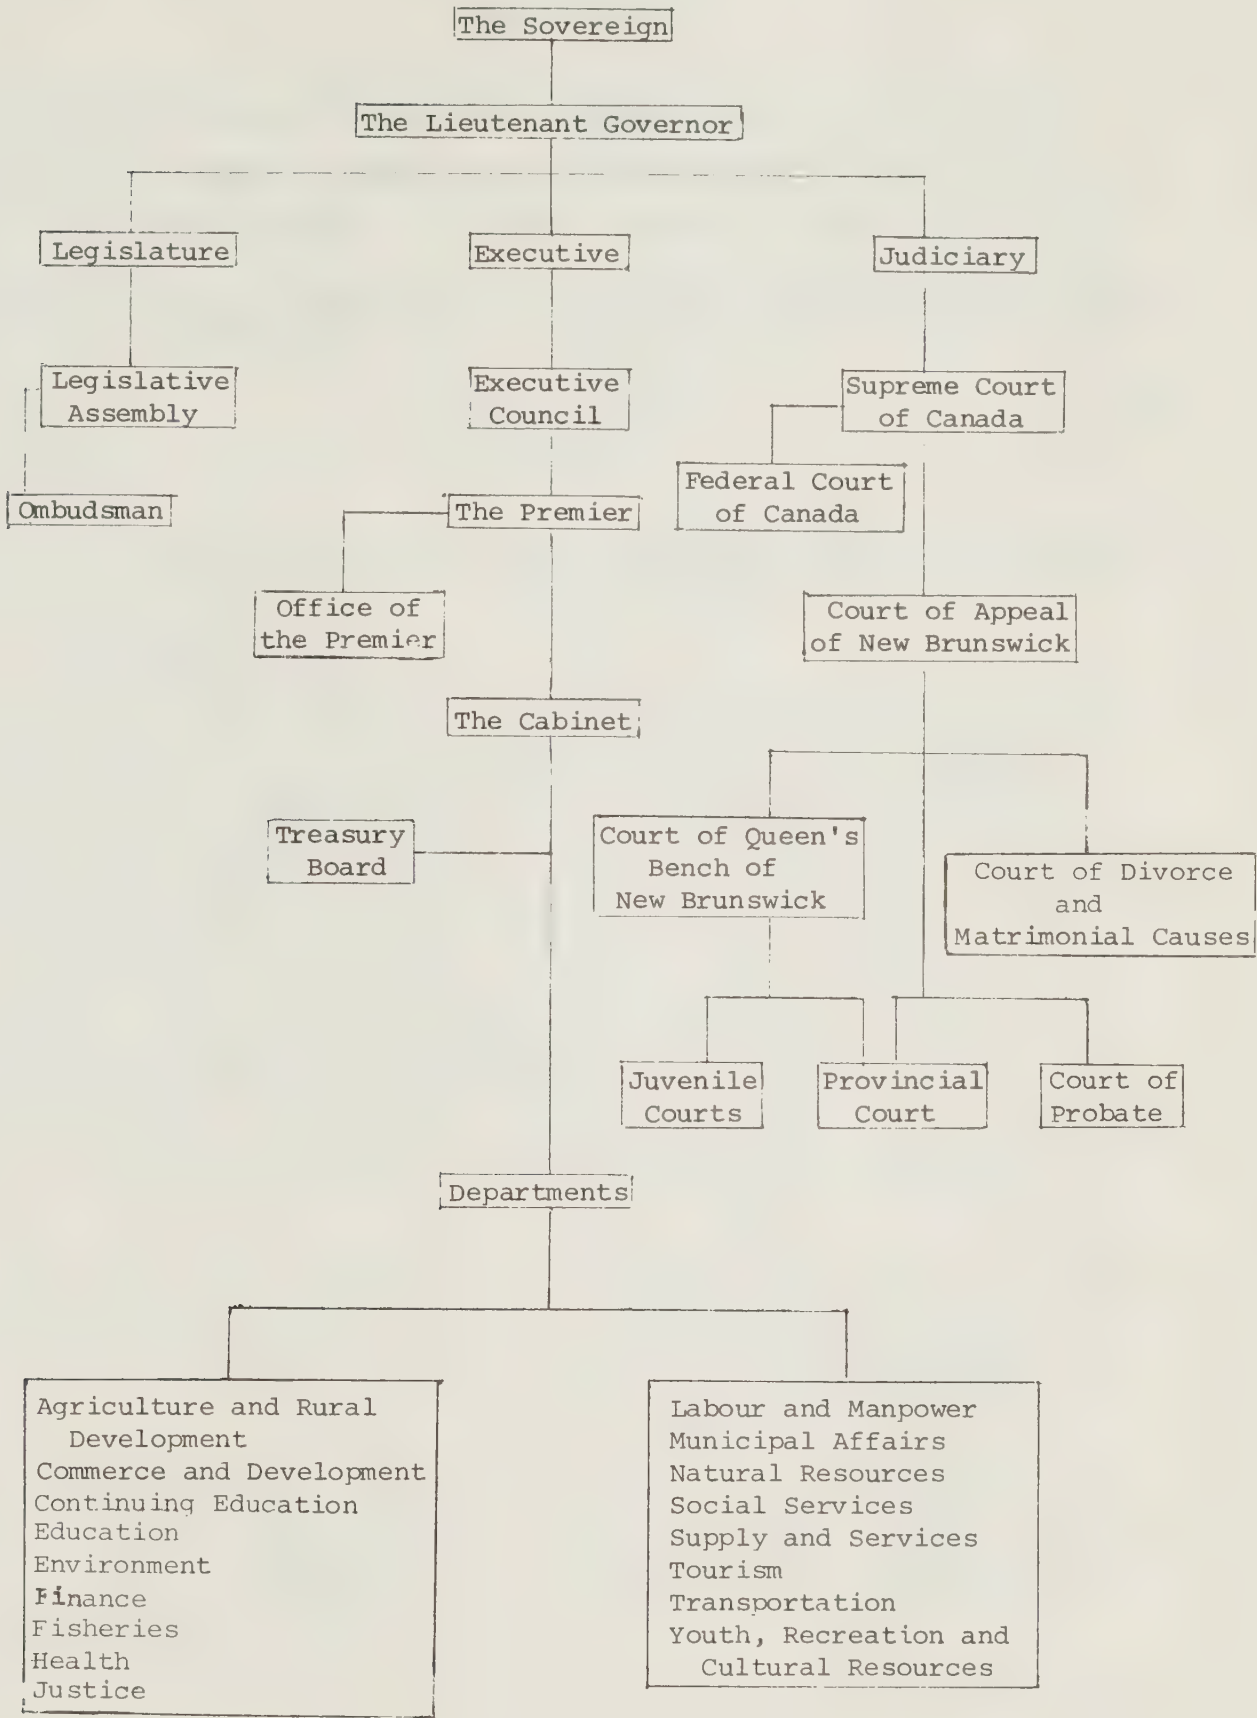 The Sovereign
The Lieutenant Governor
Legislature
Executive
Judiciary
Legislative
Assembly
Executive
Council
Supreme Court
of Canada
Ombudsman
The Premier
Federal Court
of Canada
Office of
the Premier
Court of Appeal
of New Brunswick
The Cabinet
Treasury
Board
Court of Queen's
Bench of
New Brunswick
Court of Divorce
and
Matrimonial Causes
Juvenile
Courts
Provincial
Court
Court of
Probate
Departments
Agriculture and Rural
Development
Commerce and Development
Continuing Education
Education
Environment
Finance
Fisheries
Health
Justice
Labour and Manpower
Municipal Affairs
Natural Resources
Social Services
Supply and Services
Tourism
Transportation
Youth, Recreation and
Cultural Resources